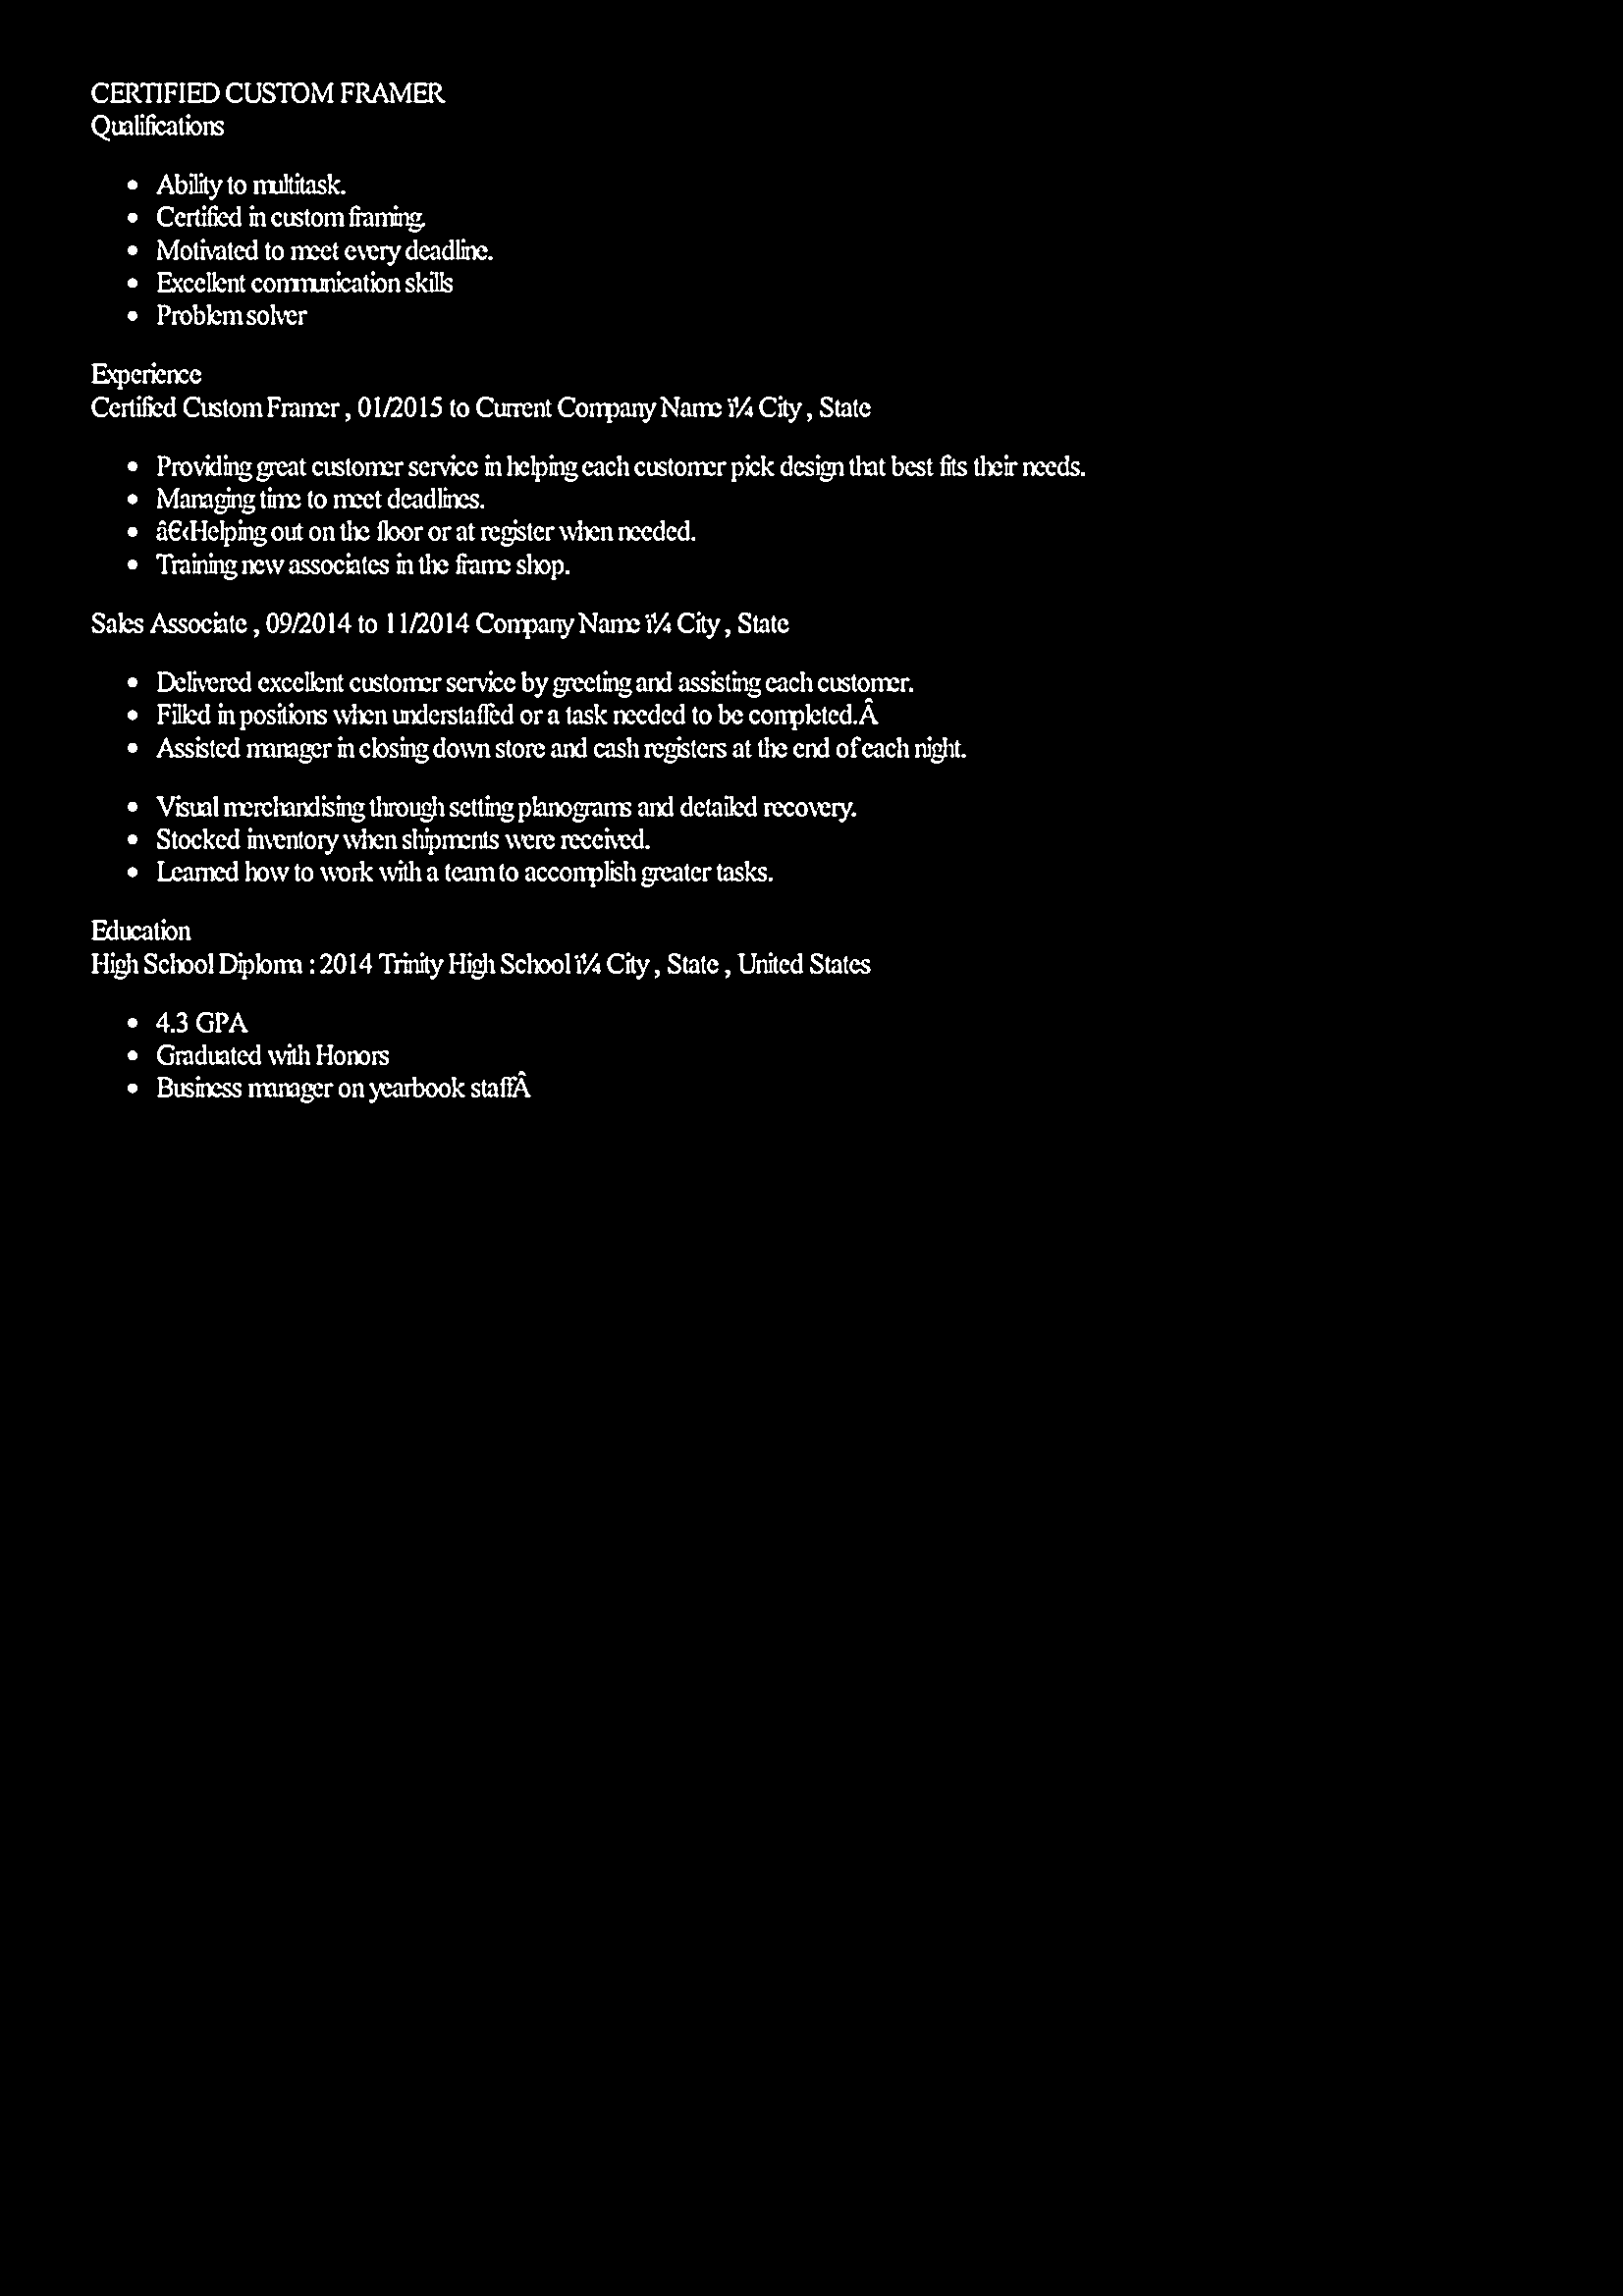 CERTIFIED CUSTOM FRAMER
Qualifications
• Ability to multitask.
• Certified in custom framing.
• Motivated to meet every deadline.
• Excellent communication skills
• Problem solver
Experience
Certified Custom Framer , 01/2015 to Current Company Name ï¼ City , State
• Providing great customer service in helping each customer pick design that best fits their needs.
• Managing time to meet deadlines.
• â€‹Helping out on the floor or at register when needed.
• Training new associates in the frame shop.
Sales Associate , 09/2014 to 11/2014 Company Name ï¼ City , State
• Delivered excellent customer service by greeting and assisting each customer.
• Filled in positions when understaffed or a task needed to be completed.Â
• Assisted manager in closing down store and cash registers at the end of each night.
• Visual merchandising through setting planograms and detailed recovery.
• Stocked inventory when shipments were received.
• Learned how to work with a team to accomplish greater tasks.
Education
High School Diploma : 2014 Trinity High School ï¼ City , State , United States
• 4.3 GPA
• Graduated with Honors
• Business manager on yearbook staffÂ